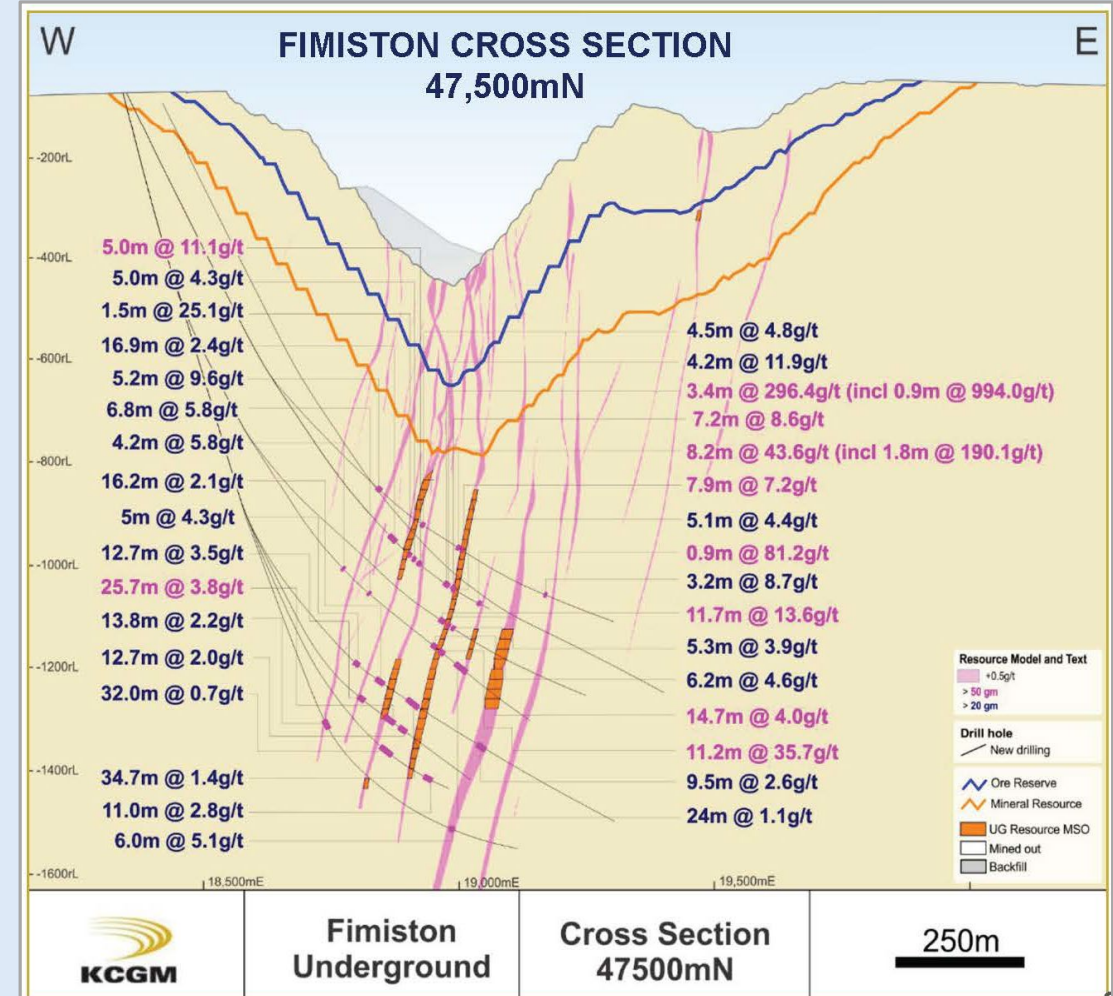 W
FIMISTON CROSS SECTION
47,500mN
E
-200rL
-400rL
-600rL
-800rL
-1000rL
-1200rL
-1400rL
-1600rL
5.0m @ 11.1g/t
5.0m @ 4.3g/t
1.5m @ 25.1g/t
16.9m @ 2.4g/t
5.2m @ 9.6g/t
6.8m @ 5.8g/t
4.2m @ 5.8g/t
16.2m @ 2.1g/t
5m @ 4.3g/t
12.7m @ 3.5g/t
25.7m @ 3.8g/t
13.8m @ 2.2g/t
12.7m @ 2.0g/t
32.0m @ 0.7g/t
34.7m @ 1.4g/t
11.0m @ 2.8g/t
6.0m @ 5.1g/t
4.5m @ 4.8g/t
4.2m @ 11.9g/t
3.4m @ 296.4g/t (incl 0.9m @ 994.0g/t)
7.2m @ 8.6g/t
8.2m @ 43.6g/t (incl 1.8m @ 190.1g/t)
7.9m @ 7.2g/t
5.1m @ 4.4g/t
0.9m @ 81.2g/t
3.2m @ 8.7g/t
11.7m @ 13.6g/t
5.3m @ 3.9g/t
6.2m @ 4.6g/t
14.7m @ 4.0g/t
11.2m @ 35.7g/t
9.5m @ 2.6g/t
24m @ 1.1g/t
Resource Model and Text
+0.5g/t
> 50 gm
> 20 gm
Drill hole
New drilling
Ore Reserve
Mineral Resource
UG Resource MSO
Mined out
Backfill
18,500mE
19,000mE
19,500mE
KCGM
Fimiston
Underground
Cross Section
47500mN
250m